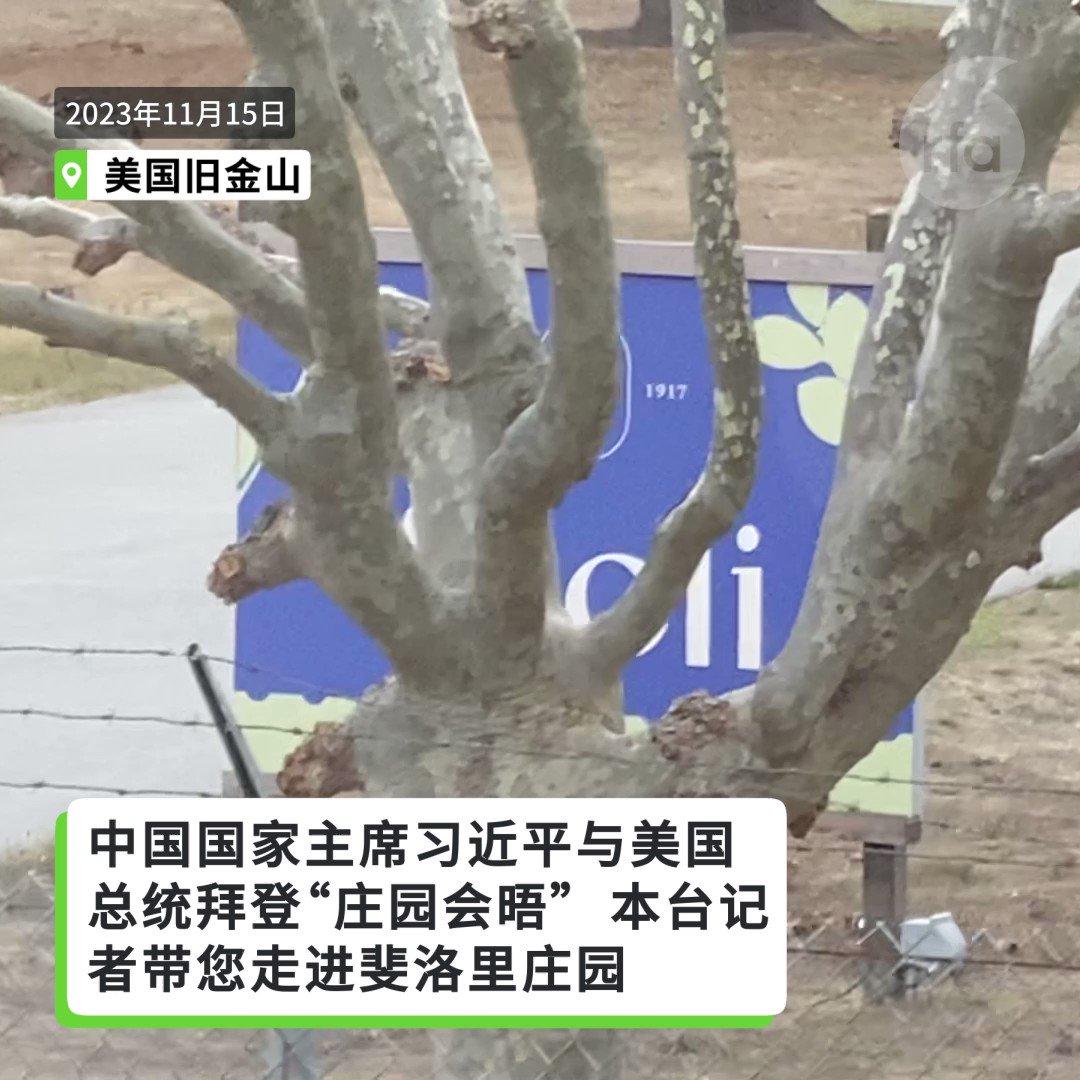 2023年11月15日
美国旧金山
rfa
1917
oli
中国国家主席习近平与美国
总统拜登“庄园会晤” 本台记
者带您走进斐洛里庄园